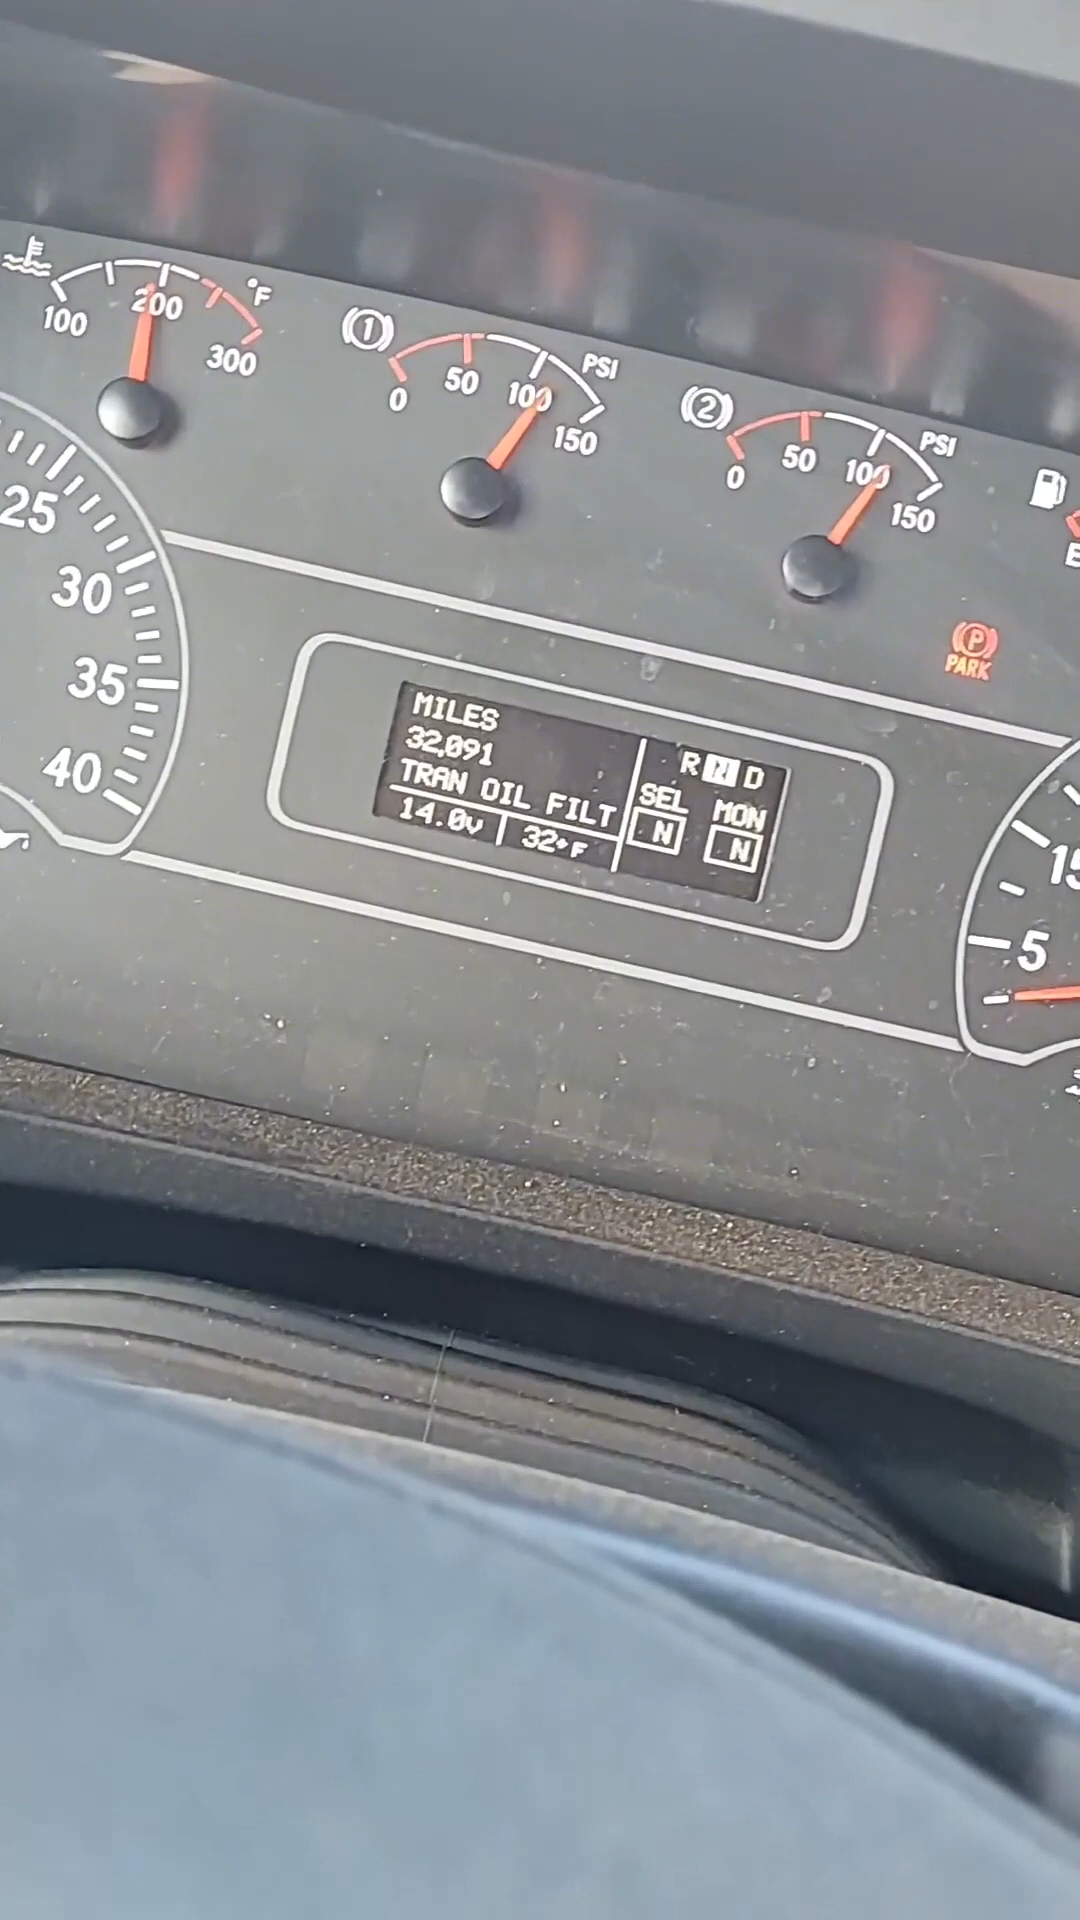 °F
100
200
300
1
PSI
0
50
100
150
2
PSI
0
50
100
150
E
25
30
35
40
P
PARK
MILES
32,091
TRAN OIL FILT
14.0v
32°F
R N D
SEL MON
N N
15
5